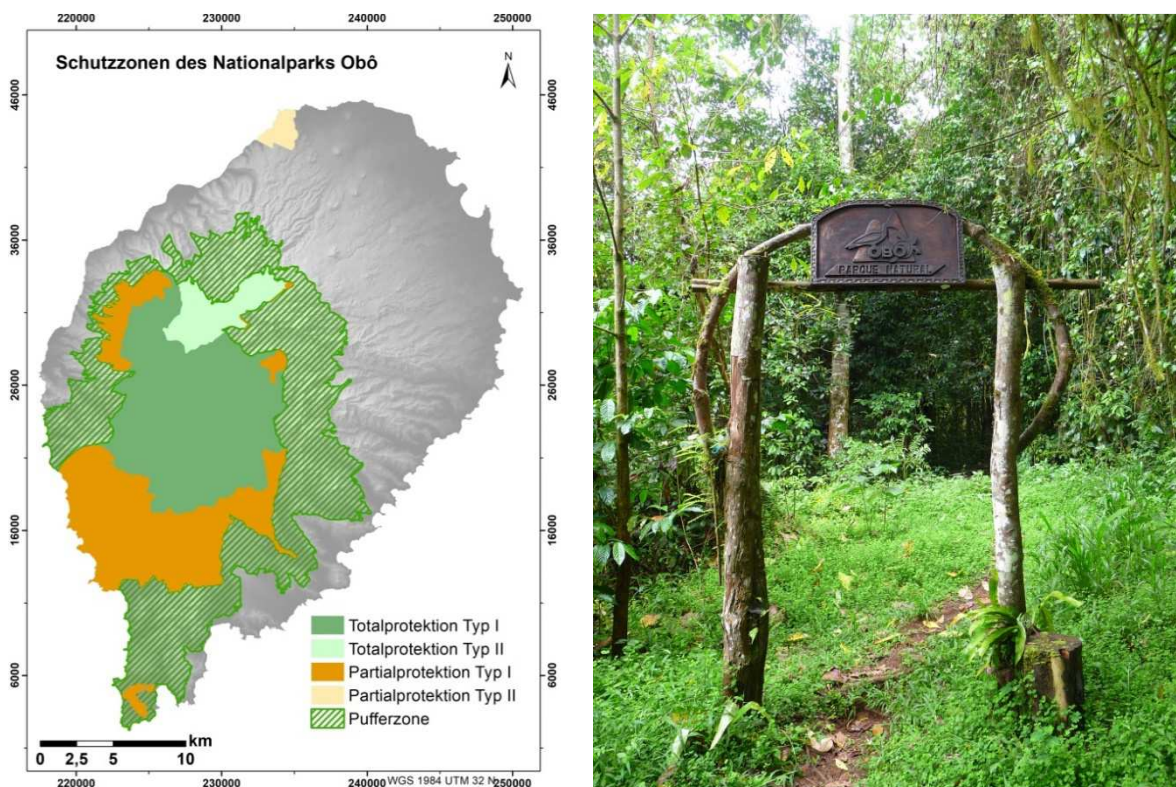 220000 230000 240000 250000
Schutzzonen des Nationalparks Obô
N
46000
46000
36000
36000
26000
26000
16000
16000
Totalprotektion Typ I
Totalprotektion Typ II
Partialprotektion Typ I
Partialprotektion Typ II
Pufferzone
6000
6000
km
0 2,5 5 10
WGS 1984 UTM 32 N
220000 230000 240000 250000
OBÔ
PARQUE NATURAL